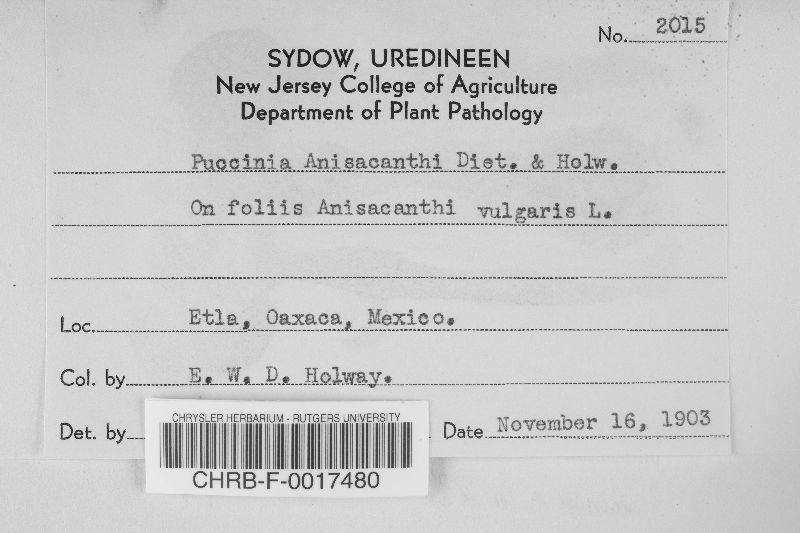 No. 2015
SYDOW, UREDINEEN
New Jersey College of Agriculture
Department of Plant Pathology
Puccinia Anisacanthi Diet. & Holw.
On foliis Anisacanthi vulgaris L.
Loc. Etla, Oaxaca, Mexico.
Col. by E. W. D. Holway.
Det. by
Date November 16, 1903
CHRYSLER HERBARIUM - RUTGERS UNIVERSITY
CHRB-F-0017480